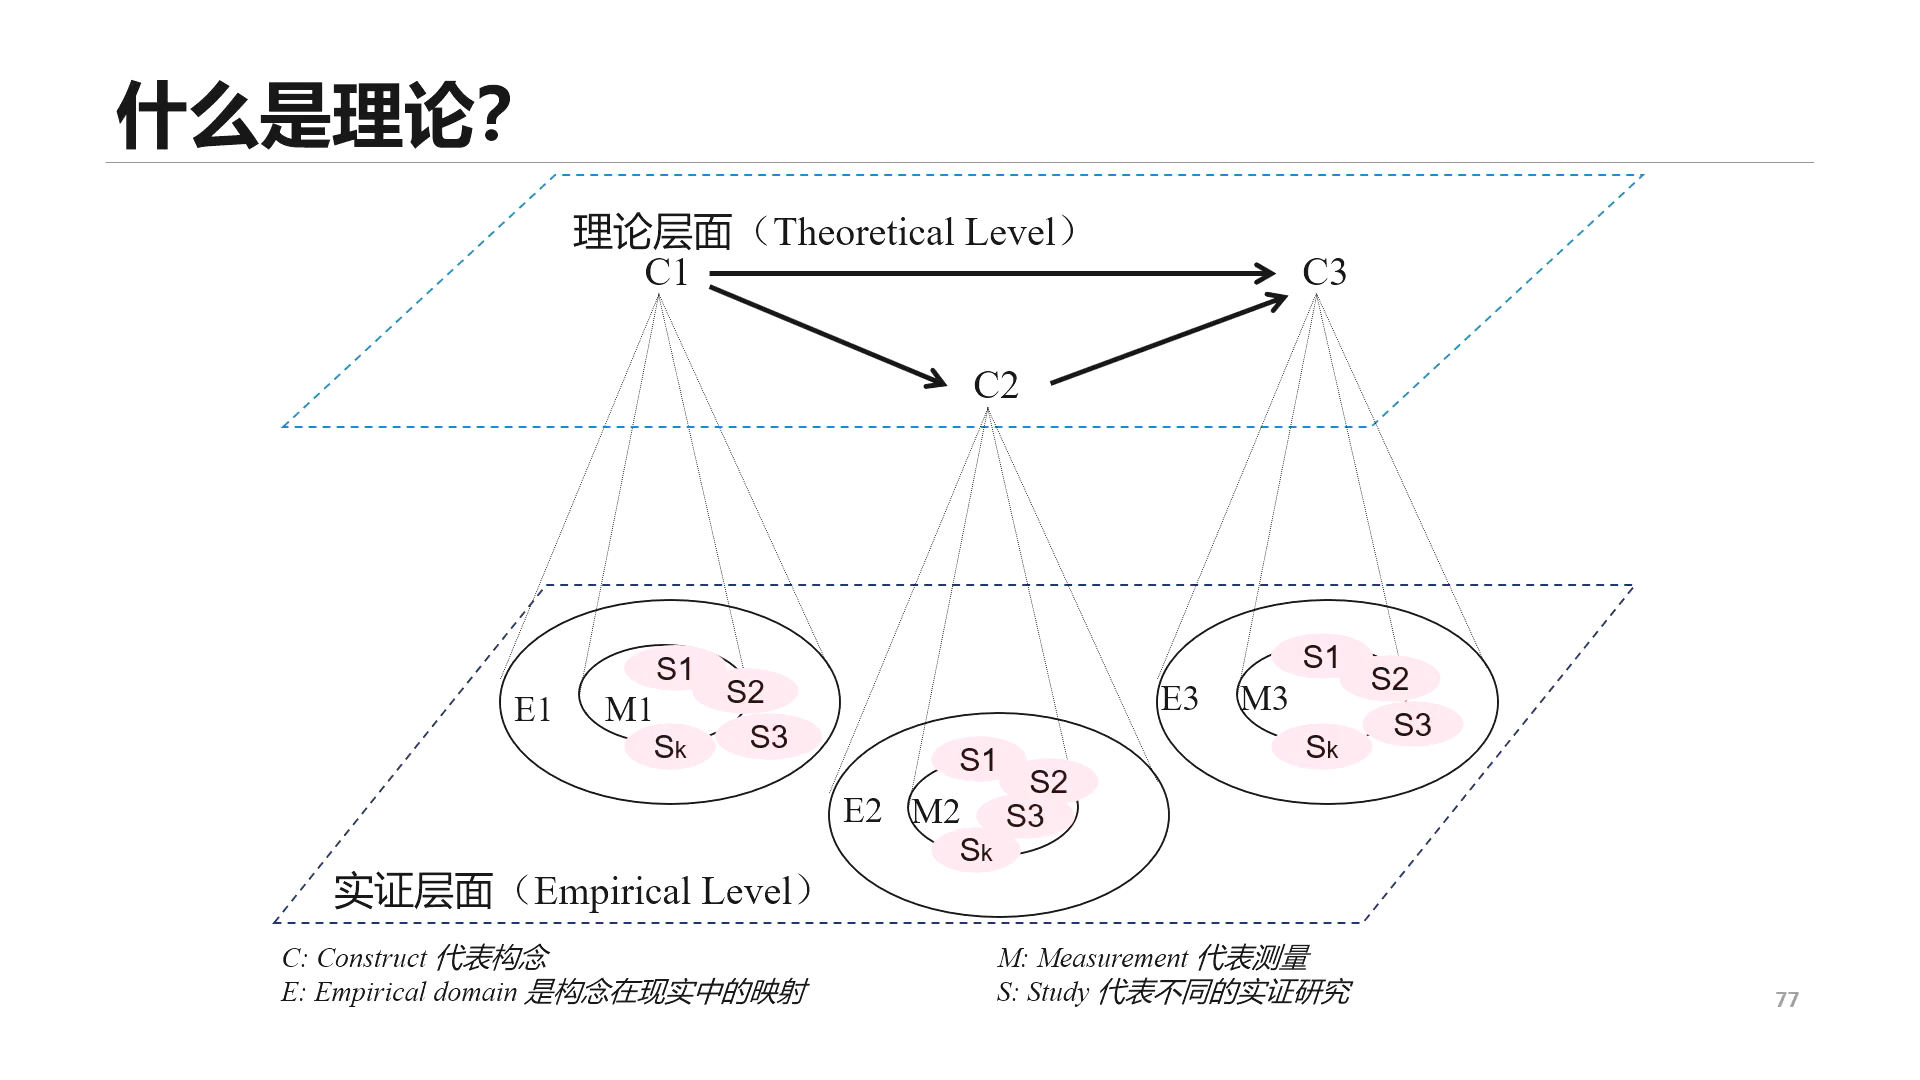 什么是理论？
理论层面（Theoretical Level）
C1
C3
C2
S1
S2
E1
M1
S3
Sk
S1
S2
E2
M2
S3
Sk
S1
S2
E3
M3
S3
Sk
实证层面（Empirical Level）
C: Construct 代表构念
E: Empirical domain 是构念在现实中的映射
M: Measurement 代表测量
S: Study 代表不同的实证研究
77